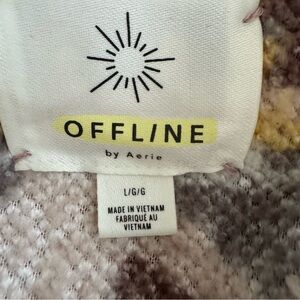 OFFLINE
by Aerie
L/G/G
MADE IN VIETNAM
FABRIQUÉ AU
VIETNAM